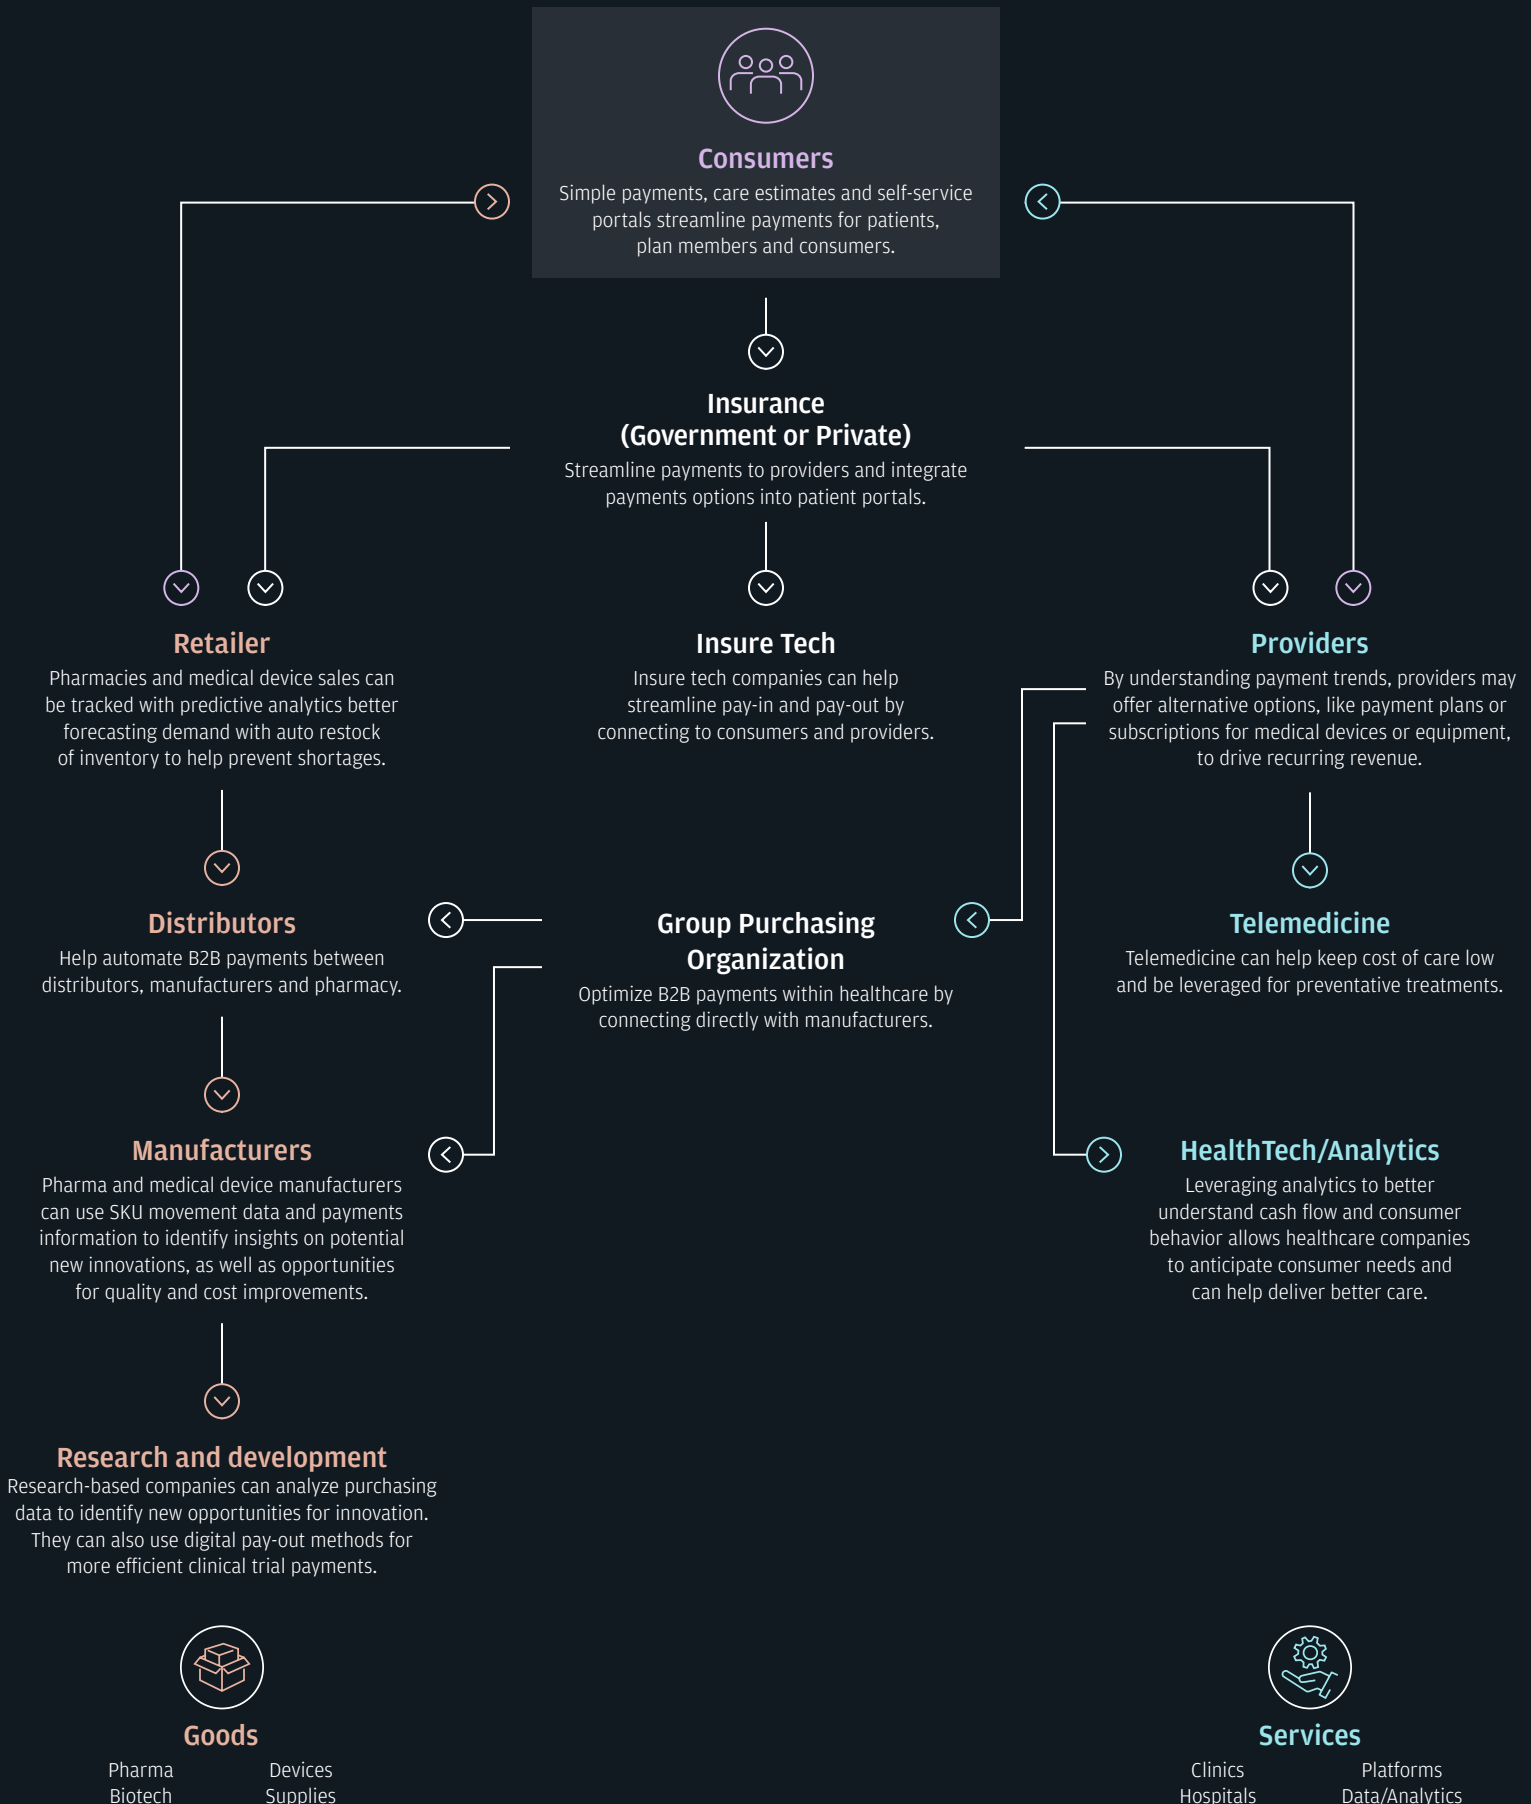 Consumers
Simple payments, care estimates and self-service
portals streamline payments for patients,
plan members and consumers.
Insurance
(Government or Private)
Streamline payments to providers and integrate
payments options into patient portals.
Retailer
Pharmacies and medical device sales can
be tracked with predictive analytics better
forecasting demand with auto restock
of inventory to help prevent shortages.
Insure Tech
Insure tech companies can help
streamline pay-in and pay-out by
connecting to consumers and providers.
Providers
By understanding payment trends, providers may
offer alternative options, like payment plans or
subscriptions for medical devices or equipment,
to drive recurring revenue.
Distributors
Help automate B2B payments between
distributors, manufacturers and pharmacy.
Group Purchasing
Organization
Optimize B2B payments within healthcare by
connecting directly with manufacturers.
Telemedicine
Telemedicine can help keep cost of care low
and be leveraged for preventative treatments.
Manufacturers
Pharma and medical device manufacturers
can use SKU movement data and payments
information to identify insights on potential
new innovations, as well as opportunities
for quality and cost improvements.
HealthTech/Analytics
Leveraging analytics to better
understand cash flow and consumer
behavior allows healthcare companies
to anticipate consumer needs and
can help deliver better care.
Research and development
Research-based companies can analyze purchasing
data to identify new opportunities for innovation.
They can also use digital pay-out methods for
more efficient clinical trial payments.
Goods
Pharma
Biotech
Devices
Supplies
Services
Clinics
Hospitals
Platforms
Data/Analytics